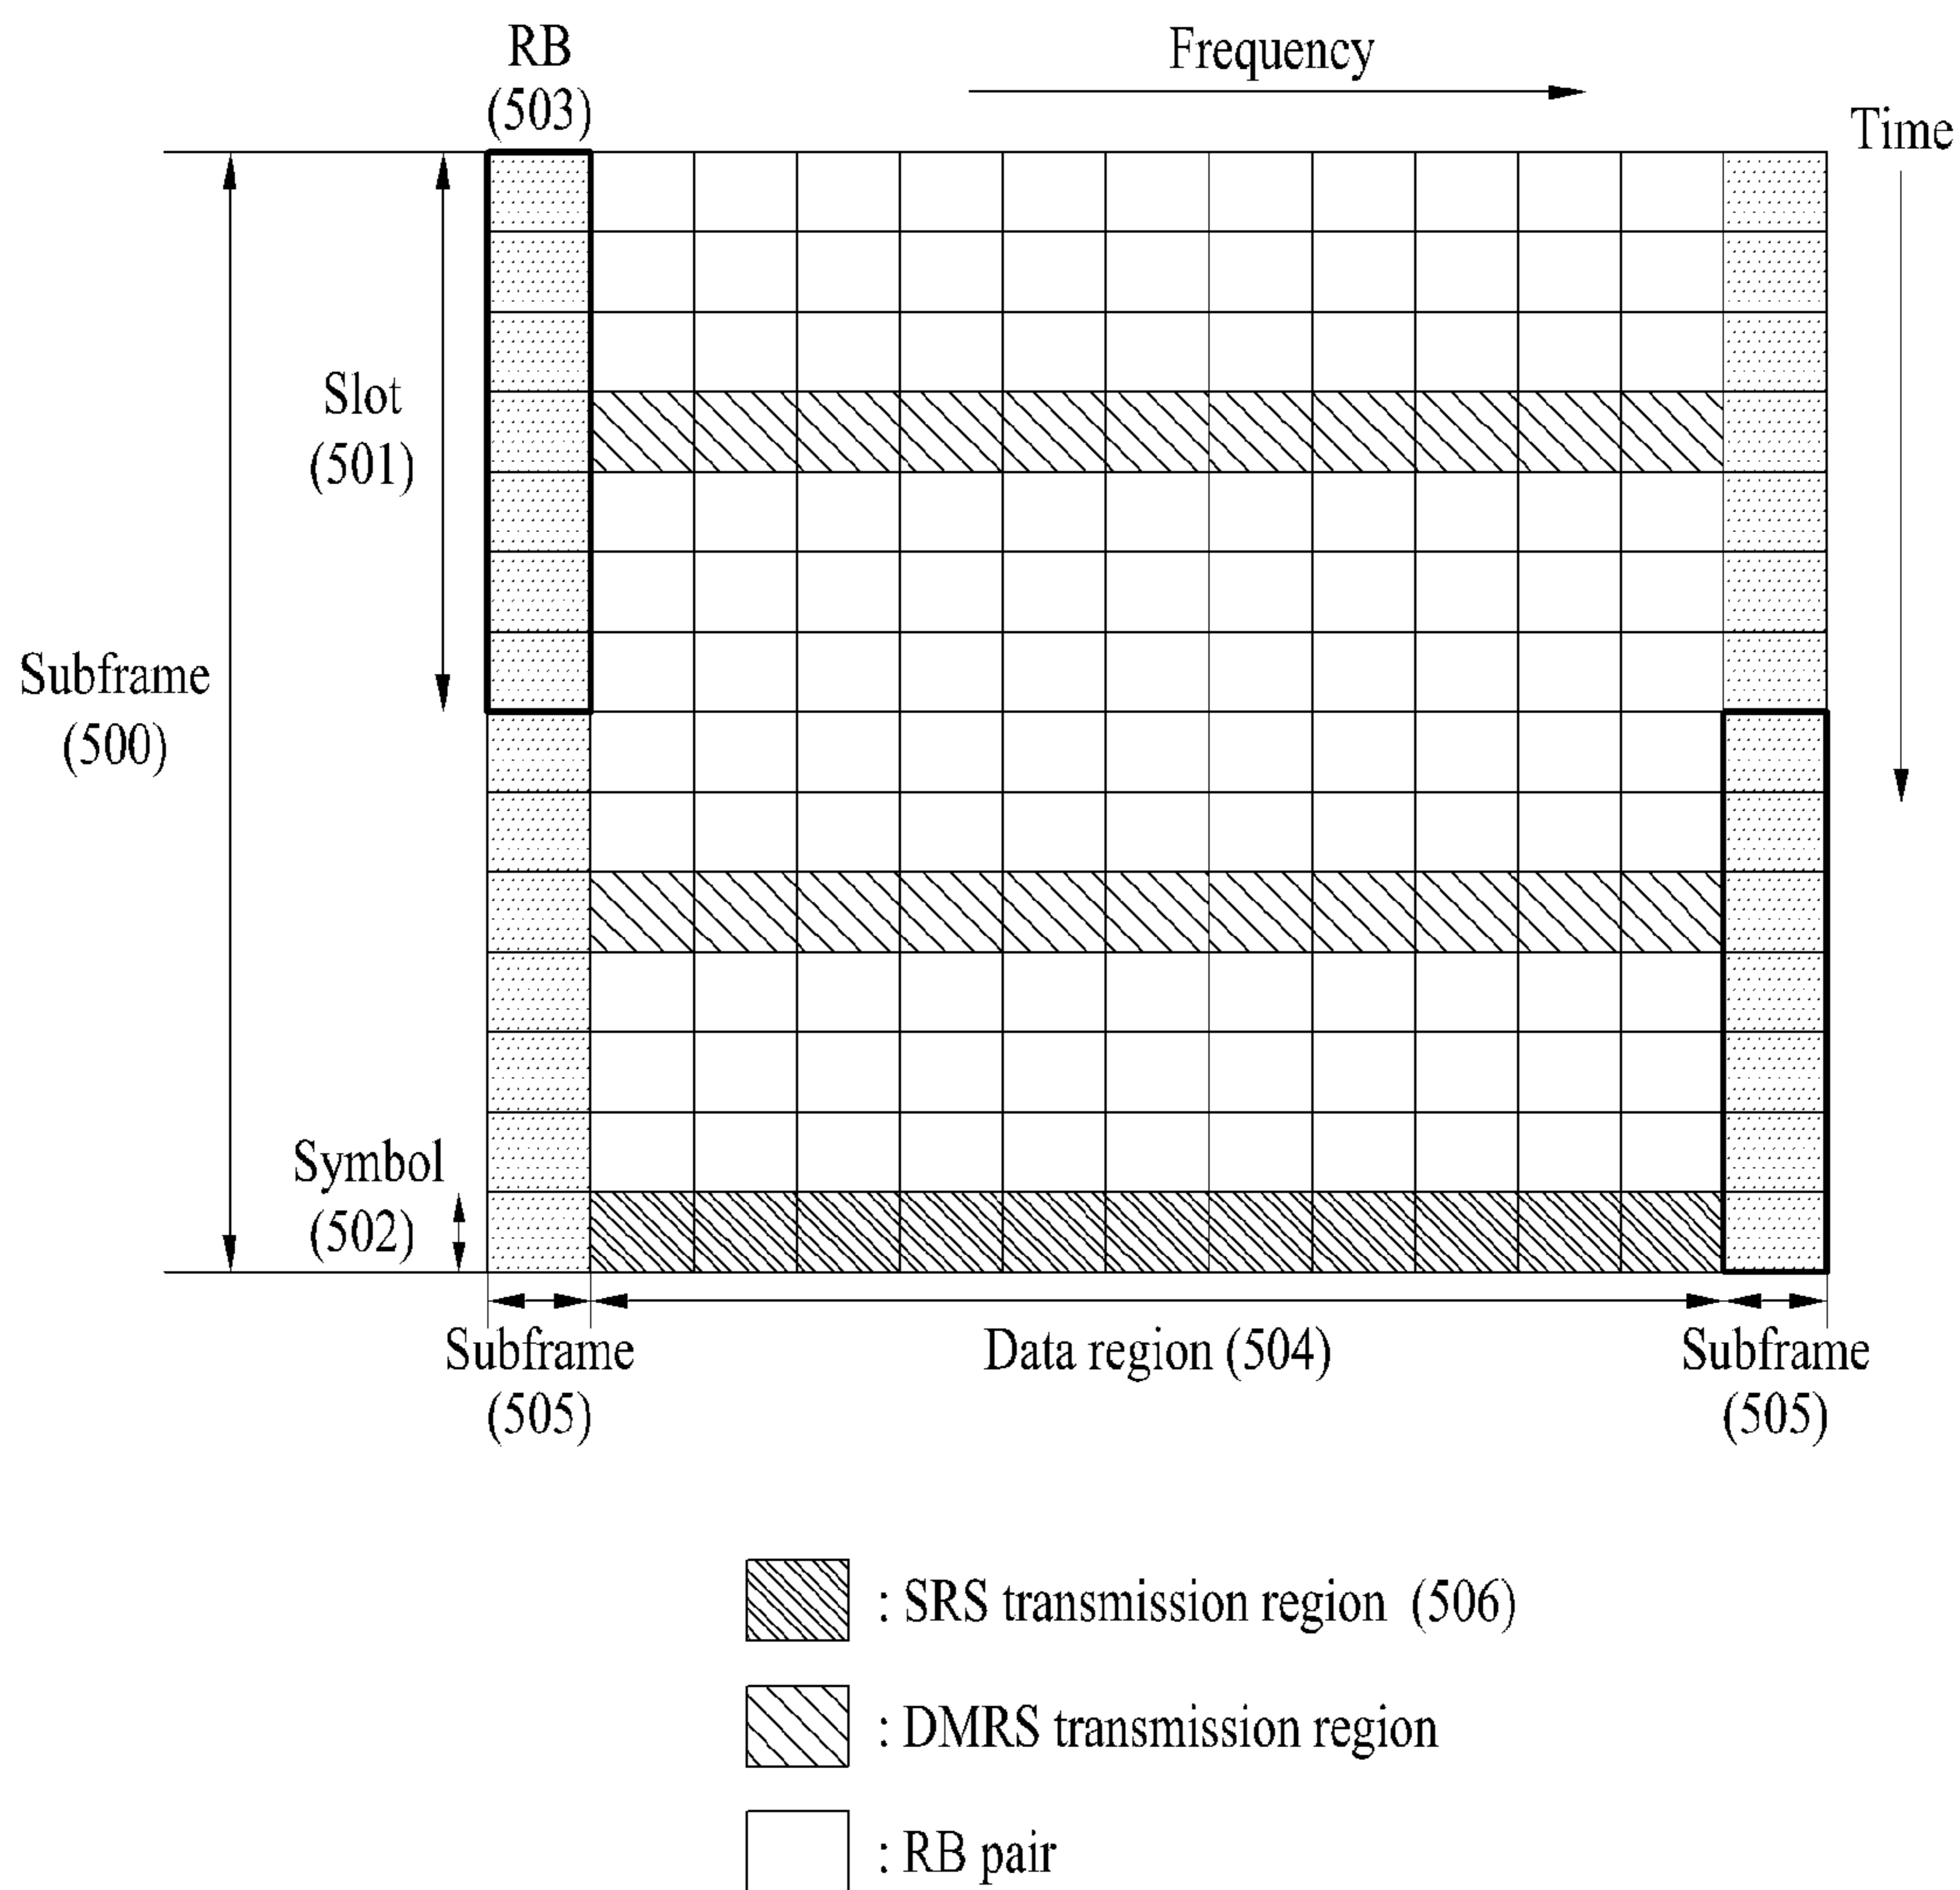 RB
(503)
Frequency
Time
Slot
(501)
Subframe
(500)
Symbol
(502)
Subframe
(505)
Data region (504)
Subframe
(505)
: SRS transmission region (506)
: DMRS transmission region
: RB pair